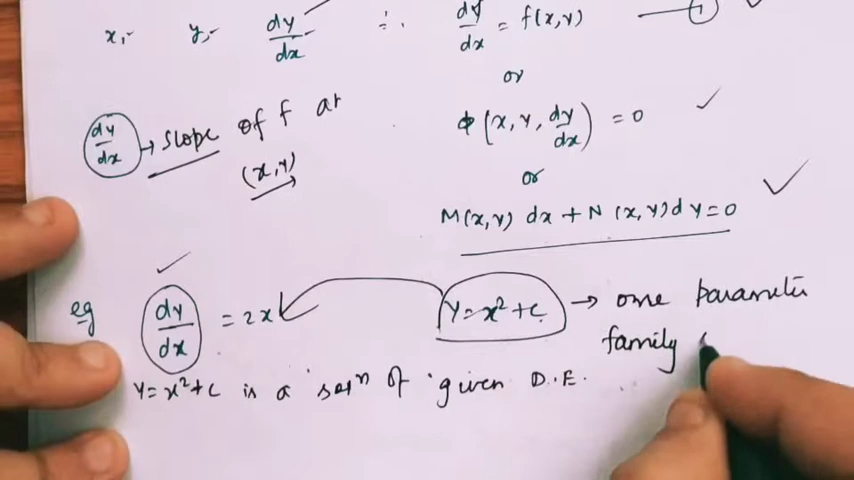 x, y, dy/dx ∴ dy/dx = f(x,y) — 1
or
dy/dx → slope of f at
ϕ(x, y, dy/dx) = 0
(x,y)
or
M(x,y) dx + N (x,y) dy = 0
eg dy/dx = 2x y = x² + c → one parameter
family
y = x² + c is a solⁿ of given D.E.